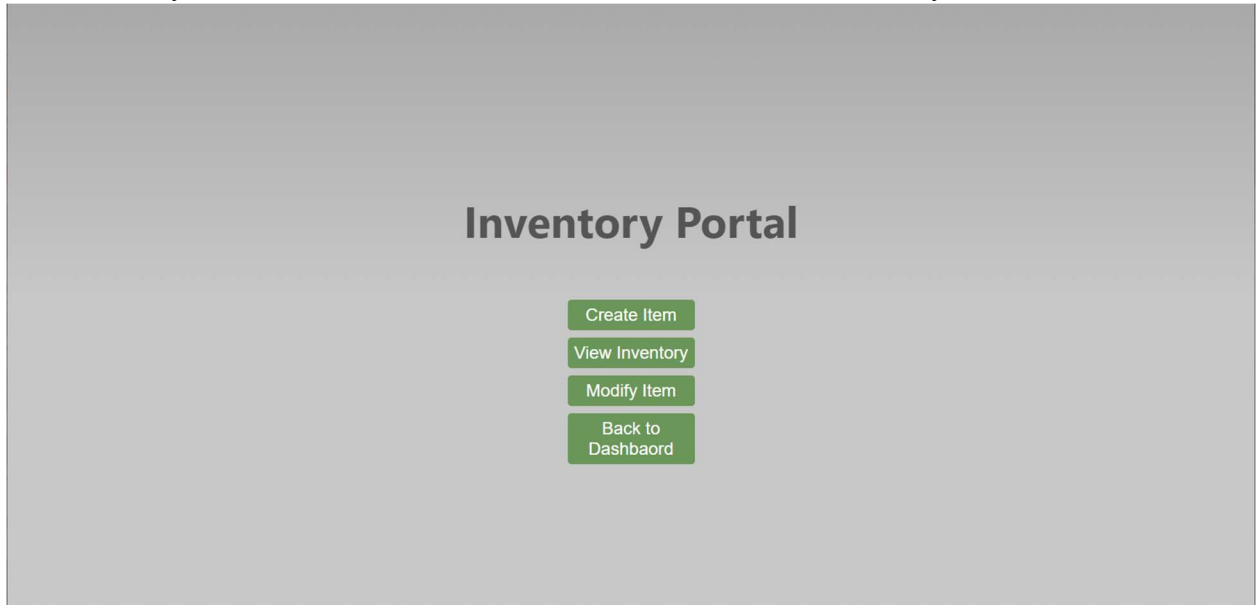 Inventory Portal
Create Item
View Inventory
Modify Item
Back to
Dashbaord